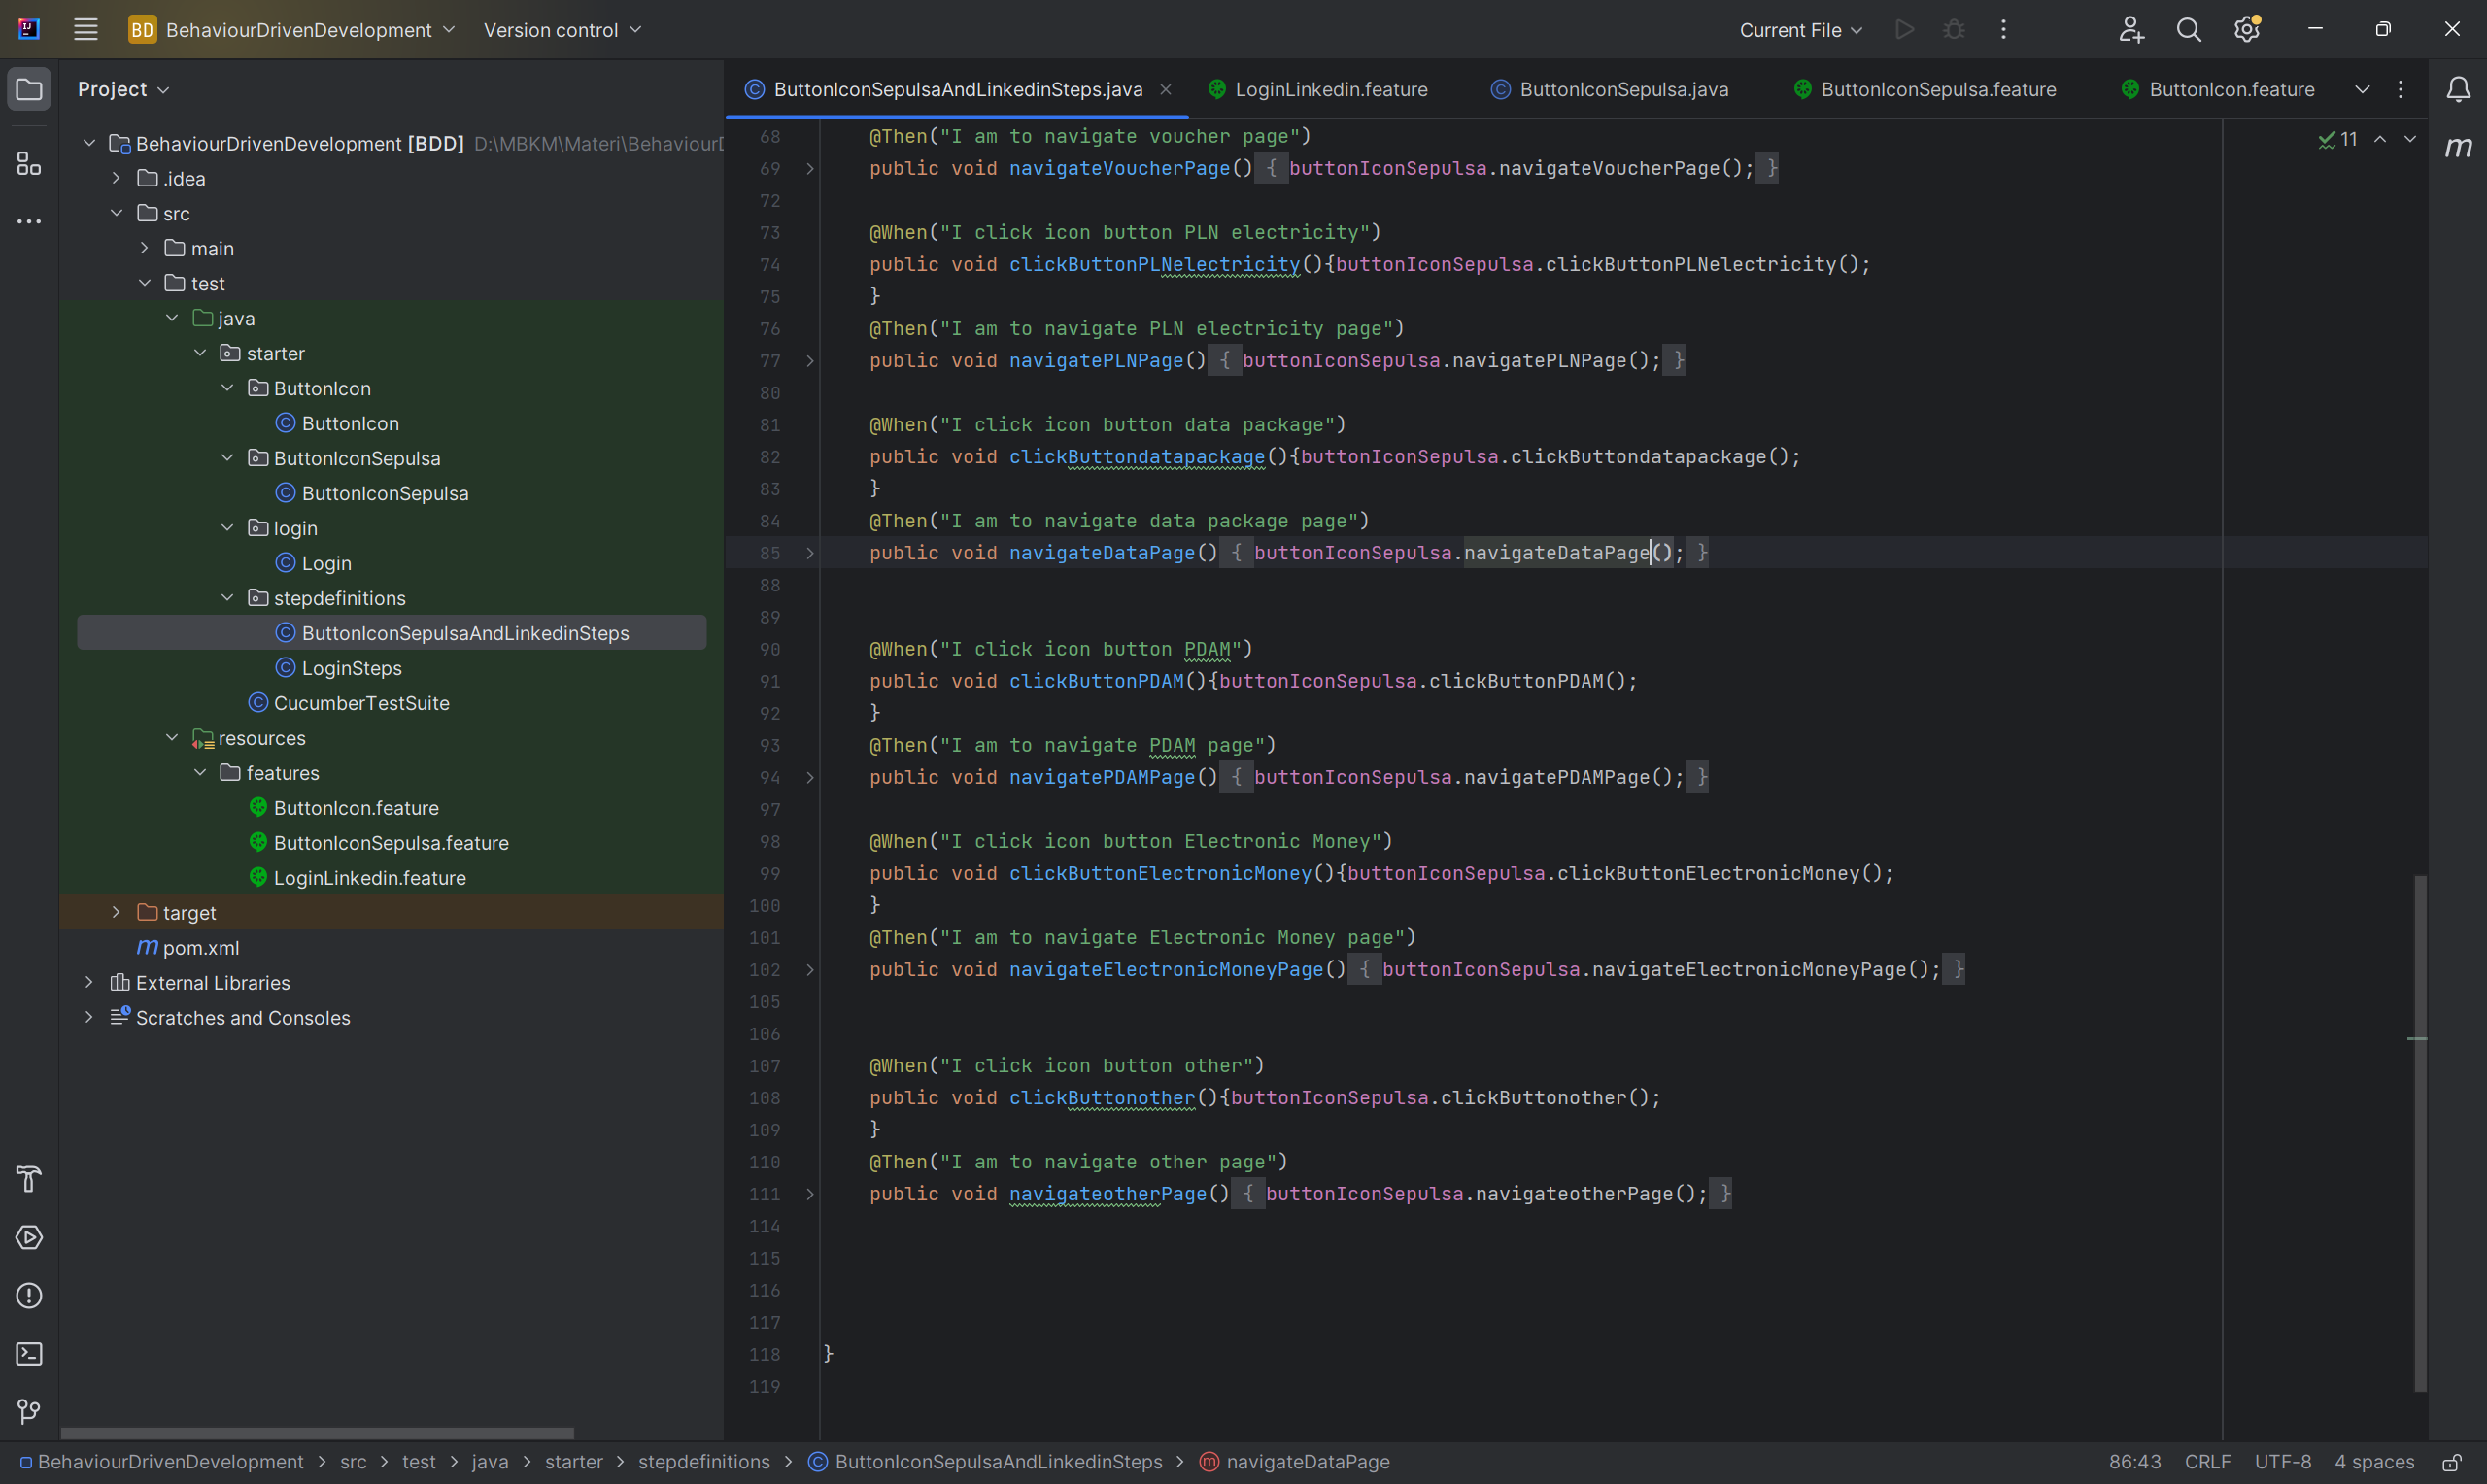 BD BehaviourDrivenDevelopment Version control Current File
Project
BehaviourDrivenDevelopment [BDD] D:\MBKM\Materi\Behaviour
.idea
src
main
test
java
starter
ButtonIcon
ButtonIcon
ButtonIconSepulsa
ButtonIconSepulsa
login
Login
stepdefinitions
ButtonIconSepulsaAndLinkedinSteps
LoginSteps
CucumberTestSuite
resources
features
ButtonIcon.feature
ButtonIconSepulsa.feature
LoginLinkedin.feature
target
m pom.xml
External Libraries
Scratches and Consoles
ButtonIconSepulsaAndLinkedinSteps.java LoginLinkedin.feature ButtonIconSepulsa.java ButtonIconSepulsa.feature ButtonIcon.feature
11
m
68 @Then("I am to navigate voucher page")
69 public void navigateVoucherPage() { buttonIconSepulsa.navigateVoucherPage(); }
72
73 @When("I click icon button PLN electricity")
74 public void clickButtonPLNelectricity(){buttonIconSepulsa.clickButtonPLNelectricity();
75 }
76 @Then("I am to navigate PLN electricity page")
77 public void navigatePLNPage() { buttonIconSepulsa.navigatePLNPage(); }
80
81 @When("I click icon button data package")
82 public void clickButtondatapackage(){buttonIconSepulsa.clickButtondatapackage();
83 }
84 @Then("I am to navigate data package page")
85 public void navigateDataPage() { buttonIconSepulsa.navigateDataPage(); }
88
89
90 @When("I click icon button PDAM")
91 public void clickButtonPDAM(){buttonIconSepulsa.clickButtonPDAM();
92 }
93 @Then("I am to navigate PDAM page")
94 public void navigatePDAMPage() { buttonIconSepulsa.navigatePDAMPage(); }
97
98 @When("I click icon button Electronic Money")
99 public void clickButtonElectronicMoney(){buttonIconSepulsa.clickButtonElectronicMoney();
100 }
101 @Then("I am to navigate Electronic Money page")
102 public void navigateElectronicMoneyPage() { buttonIconSepulsa.navigateElectronicMoneyPage(); }
105
106
107 @When("I click icon button other")
108 public void clickButtonother(){buttonIconSepulsa.clickButtonother();
109 }
110 @Then("I am to navigate other page")
111 public void navigateotherPage() { buttonIconSepulsa.navigateotherPage(); }
114
115
116
117
118 }
119
BehaviourDrivenDevelopment > src > test > java > starter > stepdefinitions > ButtonIconSepulsaAndLinkedinSteps > navigateDataPage 86:43 CRLF UTF-8 4 spaces